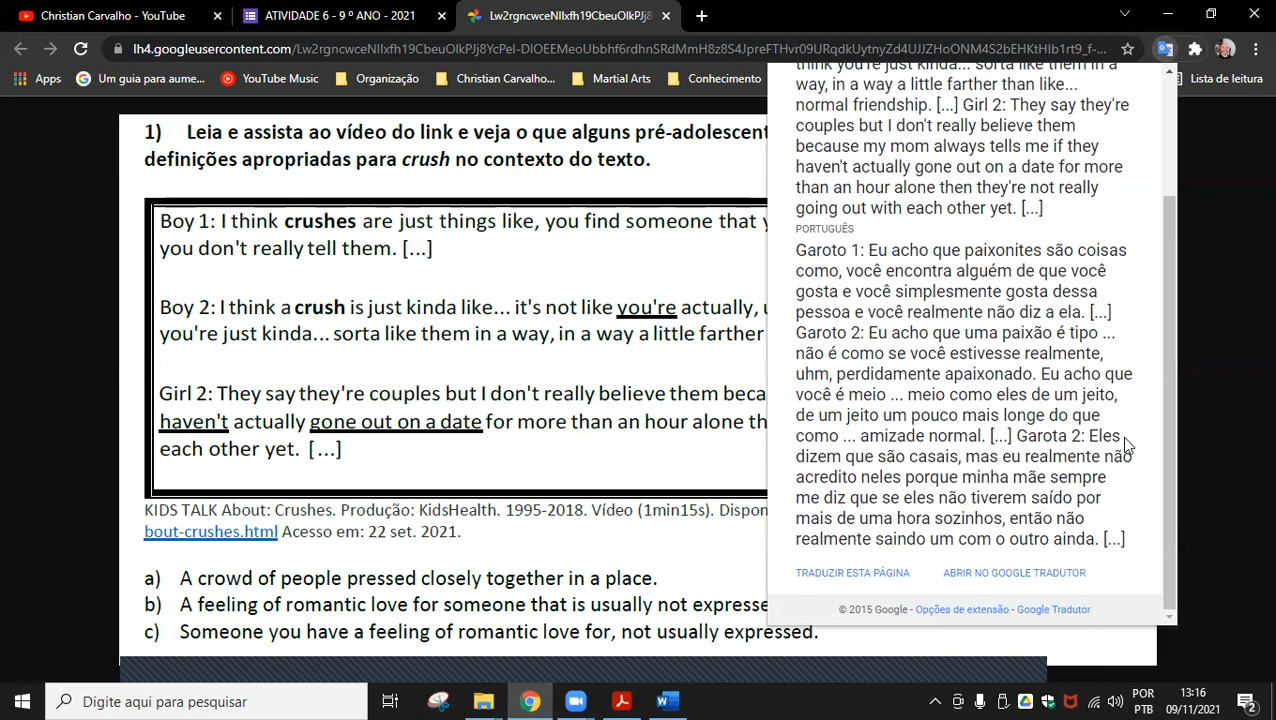 Christian Carvalho - YouTube
ATIVIDADE 6 - 9 º ANO - 2021
Lw2rgncwceNIIxfh19CbeuOlkPJj8
lh4.googleusercontent.com/
Apps
Um guia para aume...
YouTube Music
Organização
Christian Carvalho...
Martial Arts
Conhecimento
Lista de leitura
1) Leia e assista ao vídeo do link e veja o que alguns pré-adolescent
definições apropriadas para crush no contexto do texto.
Boy 1: I think crushes are just things like, you find someone that y
you don't really tell them. [...]
Boy 2: I think a crush is just kinda like... it's not like you're actually, u
you're just kinda... sorta like them in a way, in a way a little farther
Girl 2: They say they're couples but I don't really believe them beca
haven't actually gone out on a date for more than an hour alone th
each other yet. [...]
KIDS TALK About: Crushes. Produção: KidsHealth. 1995-2018. Vídeo (1min15s). Dispon
bout-crushes.html Acesso em: 22 set. 2021.
a) A crowd of people pressed closely together in a place.
b) A feeling of romantic love for someone that is usually not expresse
c) Someone you have a feeling of romantic love for, not usually expressed.
think you're just kinda... sorta like them in a
way, in a way a little farther than like...
normal friendship. [...] Girl 2: They say they're
couples but I don't really believe them
because my mom always tells me if they
haven't actually gone out on a date for more
than an hour alone then they're not really
going out with each other yet. [...]
PORTUGUÊS
Garoto 1: Eu acho que paixonites são coisas
como, você encontra alguém de que você
gosta e você simplesmente gosta dessa
pessoa e você realmente não diz a ela. [...]
Garoto 2: Eu acho que uma paixão é tipo ...
não é como se você estivesse realmente,
uhm, perdidamente apaixonado. Eu acho que
você é meio ... meio como eles de um jeito,
de um jeito um pouco mais longe do que
como ... amizade normal. [...] Garota 2: Eles
dizem que são casais, mas eu realmente não
acredito neles porque minha mãe sempre
me diz que se eles não tiverem saído por
mais de uma hora sozinhos, então não
realmente saindo um com o outro ainda. [...]
TRADUZIR ESTA PÁGINA ABRIR NO GOOGLE TRADUTOR
© 2015 Google - Opções de extensão - Google Tradutor
Digite aqui para pesquisar
POR
PTB
13:16
09/11/2021
2